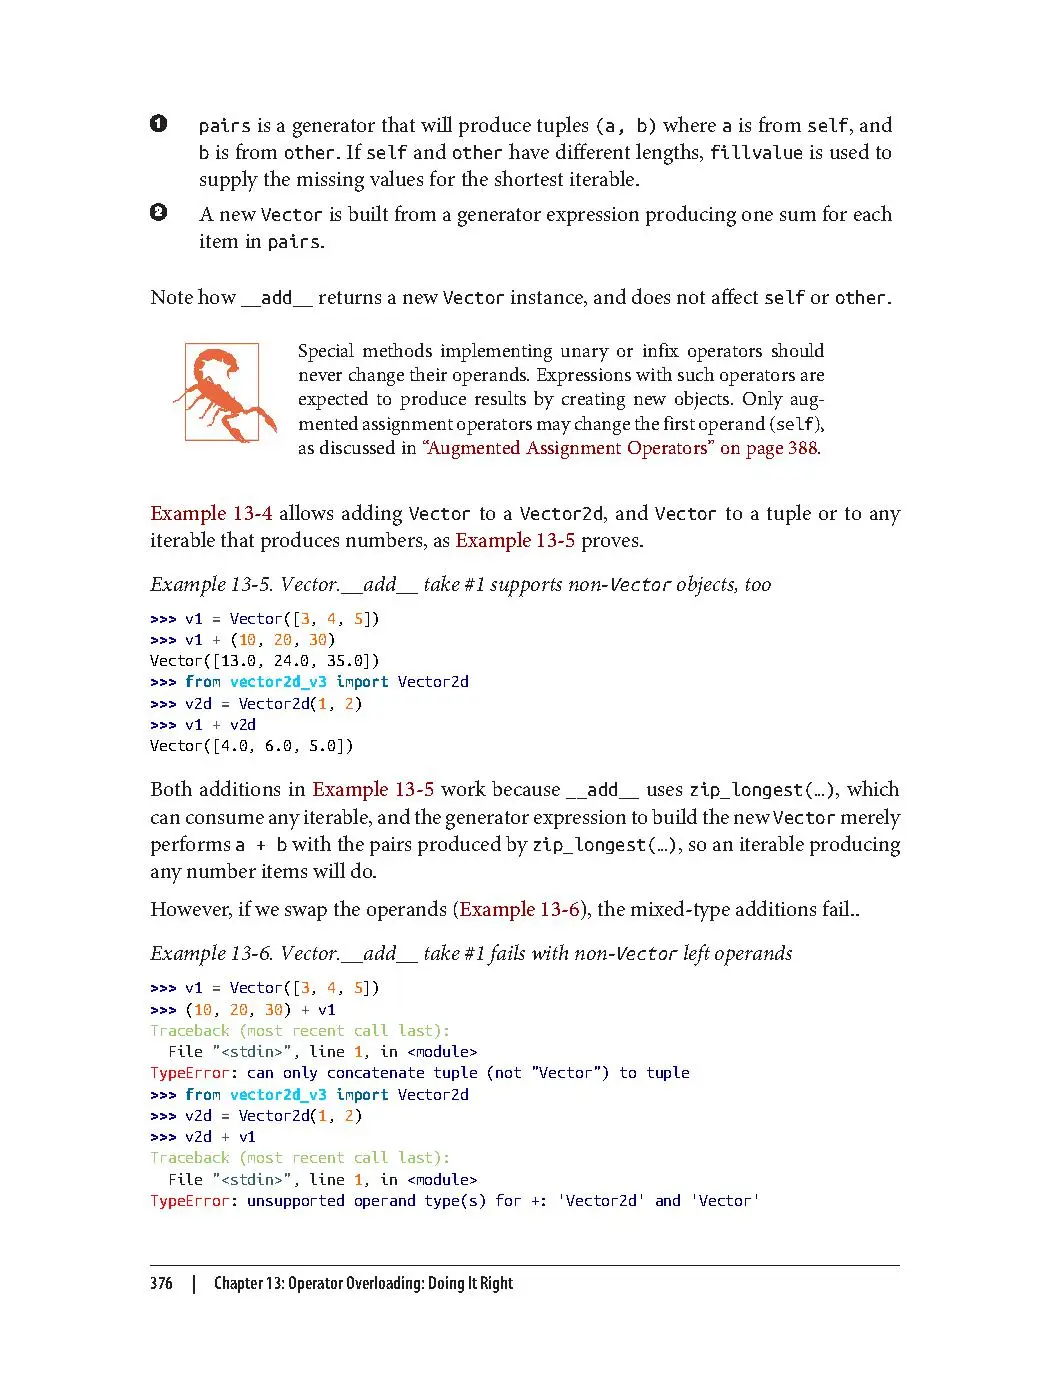 ❶ pairs is a generator that will produce tuples (a, b) where a is from self, and
b is from other. If self and other have different lengths, fillvalue is used to
supply the missing values for the shortest iterable.
❷ A new Vector is built from a generator expression producing one sum for each
item in pairs.
Note how __add__ returns a new Vector instance, and does not affect self or other.
Special methods implementing unary or infix operators should
never change their operands. Expressions with such operators are
expected to produce results by creating new objects. Only aug-
mented assignment operators may change the first operand (self),
as discussed in “Augmented Assignment Operators” on page 388.
Example 13-4 allows adding Vector to a Vector2d, and Vector to a tuple or to any
iterable that produces numbers, as Example 13-5 proves.
Example 13-5. Vector.__add__ take #1 supports non-Vector objects, too
>>> v1 = Vector([3, 4, 5])
>>> v1 + (10, 20, 30)
Vector([13.0, 24.0, 35.0])
>>> from vector2d_v3 import Vector2d
>>> v2d = Vector2d(1, 2)
>>> v1 + v2d
Vector([4.0, 6.0, 5.0])
Both additions in Example 13-5 work because __add__ uses zip_longest(…), which
can consume any iterable, and the generator expression to build the new Vector merely
performs a + b with the pairs produced by zip_longest(…), so an iterable producing
any number items will do.
However, if we swap the operands (Example 13-6), the mixed-type additions fail..
Example 13-6. Vector.__add__ take #1 fails with non-Vector left operands
>>> v1 = Vector([3, 4, 5])
>>> (10, 20, 30) + v1
Traceback (most recent call last):
  File "<stdin>", line 1, in <module>
TypeError: can only concatenate tuple (not "Vector") to tuple
>>> from vector2d_v3 import Vector2d
>>> v2d = Vector2d(1, 2)
>>> v2d + v1
Traceback (most recent call last):
  File "<stdin>", line 1, in <module>
TypeError: unsupported operand type(s) for +: 'Vector2d' and 'Vector'
376 | Chapter 13: Operator Overloading: Doing It Right